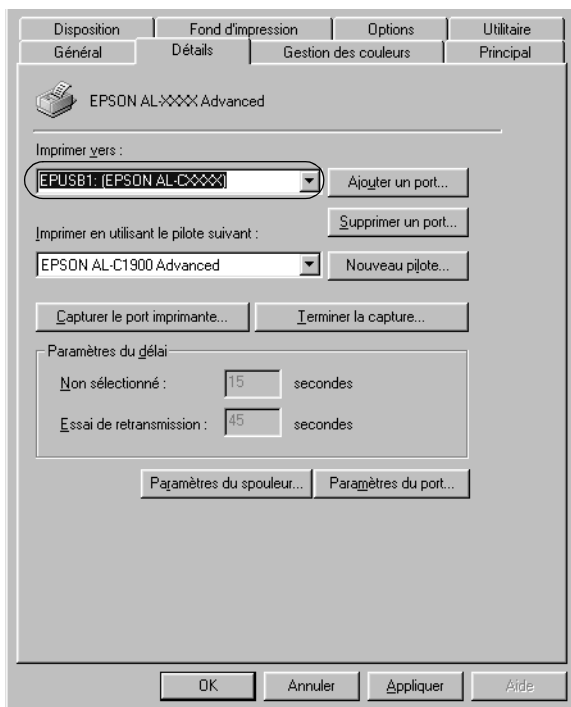 Disposition Fond d'impression Options Utilitaire
Général Détails Gestion des couleurs Principal
EPSON AL-XXXX Advanced
Imprimer vers :
EPUSB1: (EPSON AL-CXXXX) Ajouter un port...
Supprimer un port...
Imprimer en utilisant le pilote suivant :
EPSON AL-C1900 Advanced Nouveau pilote...
Capturer le port imprimante... Terminer la capture...
Paramètres du délai
Non sélectionné : 15 secondes
Essai de retransmission : 45 secondes
Paramètres du spouleur... Paramètres du port...
OK Annuler Appliquer Aide